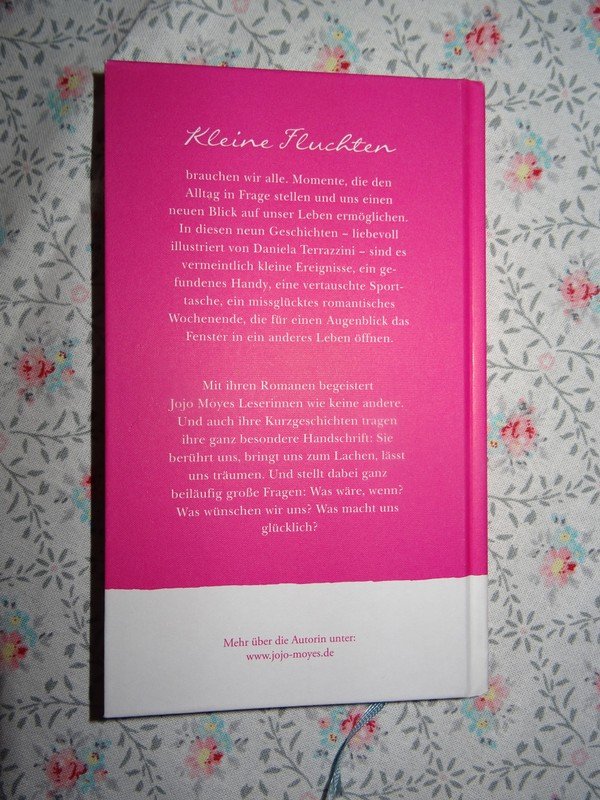 Kleine Fluchten
brauchen wir alle. Momente, die den
Alltag in Frage stellen und uns einen
neuen Blick auf unser Leben ermöglichen.
In diesen neun Geschichten – liebevoll
illustriert von Daniela Terrazzini – sind es
vermeintlich kleine Ereignisse, ein ge-
fundenes Handy, eine vertauschte Sport-
tasche, ein missglücktes romantisches
Wochenende, die für einen Augenblick das
Fenster in ein anderes Leben öffnen.
Mit ihren Romanen begeistert
Jojo Moyes Leserinnen wie keine andere.
Und auch ihre Kurzgeschichten tragen
ihre ganz besondere Handschrift: Sie
berührt uns, bringt uns zum Lachen, lässt
uns träumen. Und stellt dabei ganz
beiläufig große Fragen: Was wäre, wenn?
Was wünschen wir uns? Was macht uns
glücklich?
Mehr über die Autorin unter:
www.jojo-moyes.de